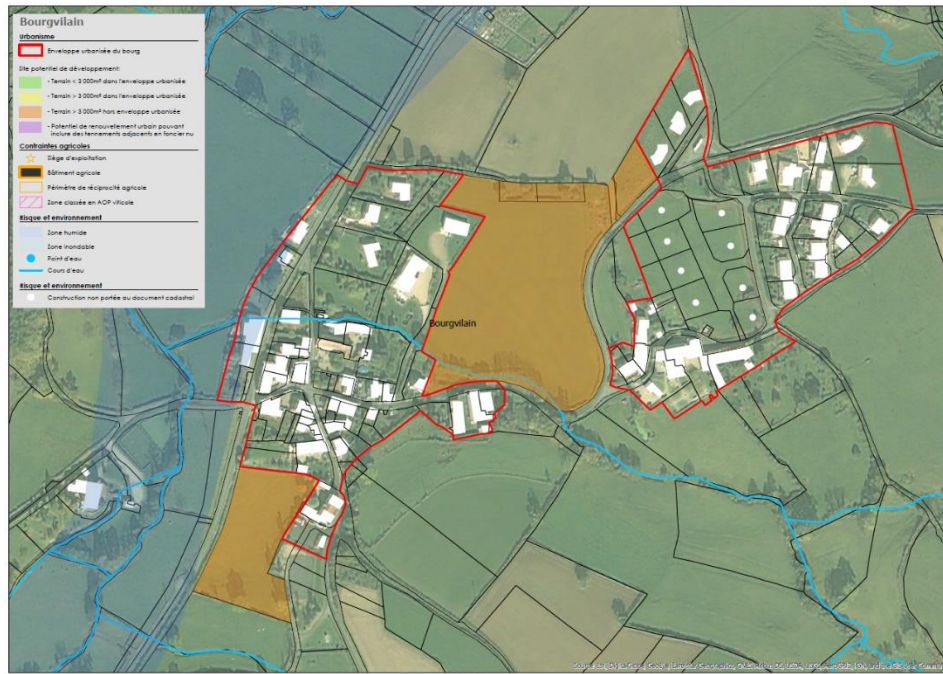 Bourgvilain
Urbanisme
Enveloppe urbanisée du bourg
Site potentiel de développement:
- Terrain < 3 000m² dans l'enveloppe urbanisée
- Terrain > 3 000m² dans l'enveloppe urbanisée
- Terrain > 3 000m² hors enveloppe urbanisée
- Potentiel de renouvellement urbain pouvant
inclure des tennements adjacents en foncier nu
Contraintes agricoles
Siège d'exploitation
Bâtiment agricole
Périmètre de réciprocité agricole
Zone classée en AOP viticole
Risque et environnement
Zone humide
Zone inondable
Point d'eau
Cours d'eau
Risque et environnement
Construction non portée au document cadastral
Bourgvilain